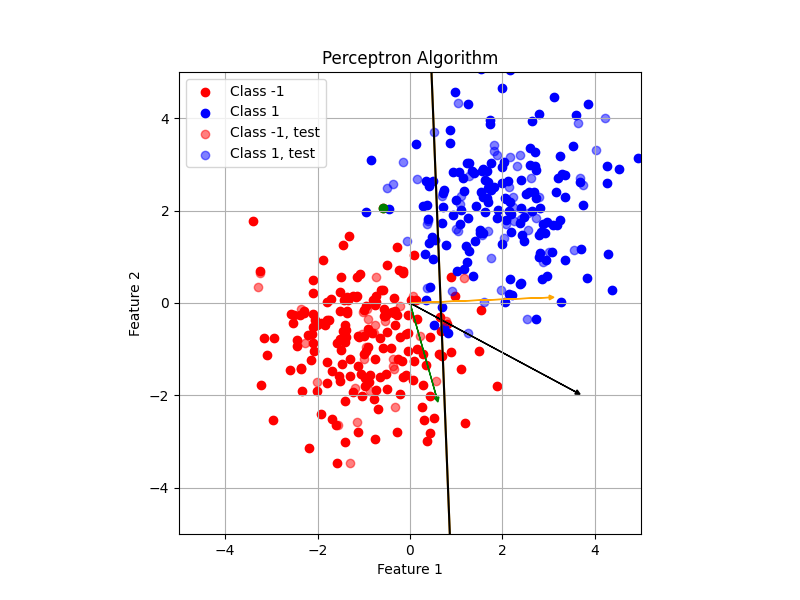 Perceptron Algorithm
Class -1
Class 1
Class -1, test
Class 1, test
Feature 2
4
2
0
−2
−4
−4
−2
0
2
4
Feature 1